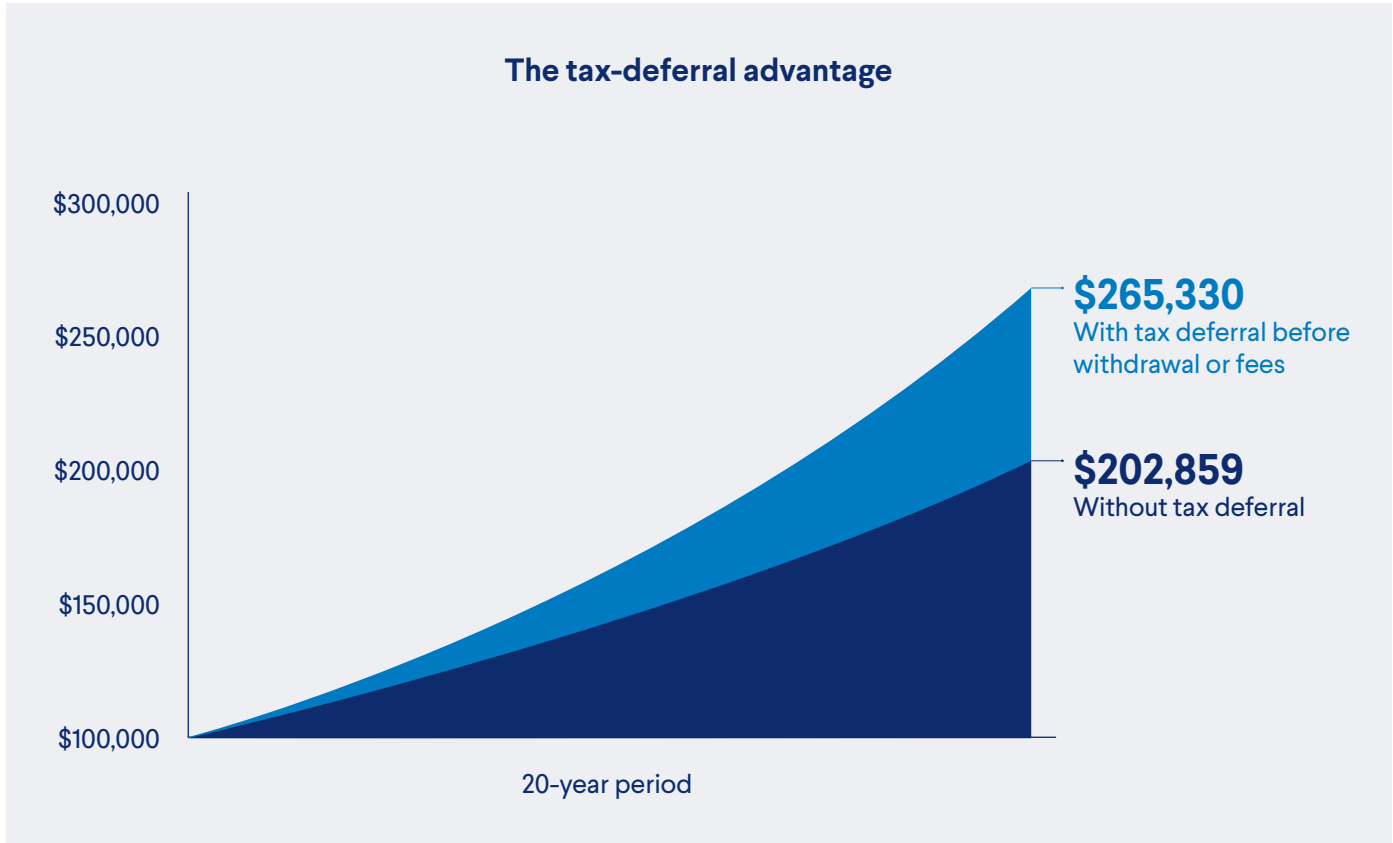 The tax-deferral advantage
$300,000
$250,000
$200,000
$150,000
$100,000
$265,330
With tax deferral before
withdrawal or fees
$202,859
Without tax deferral
20-year period